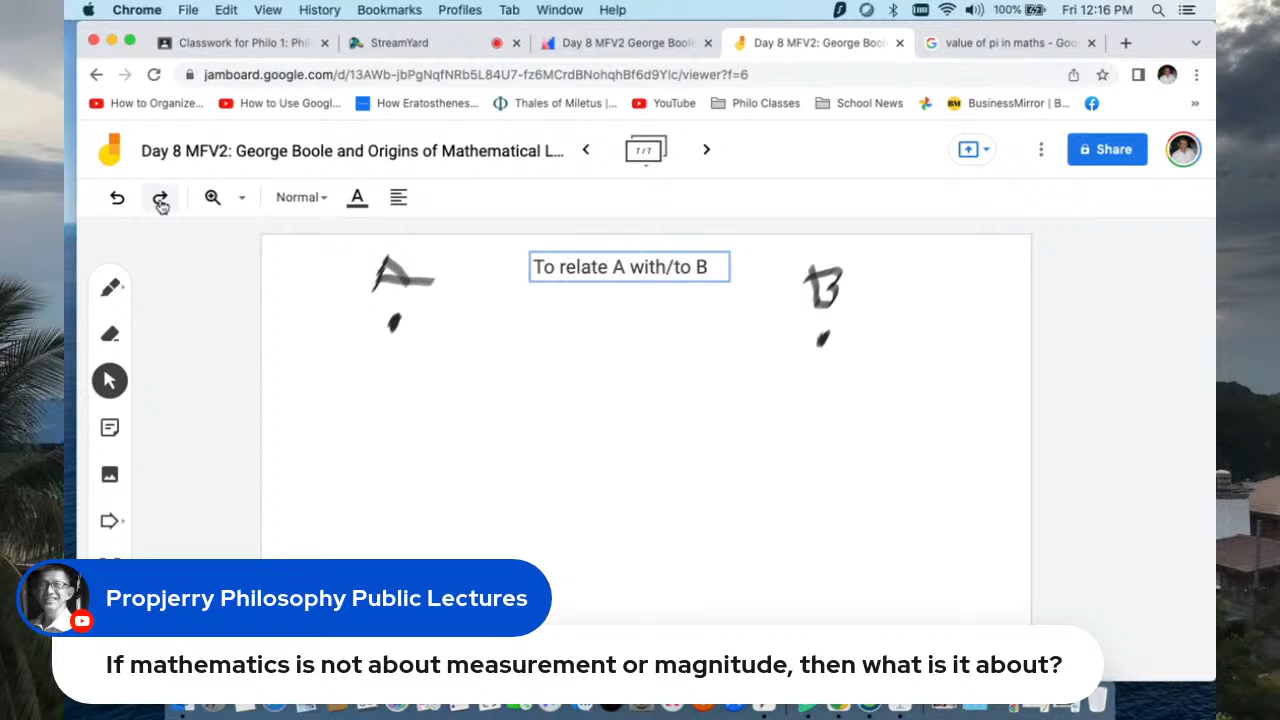 Chrome File Edit View History Bookmarks Profiles Tab Window Help 100% Fri 12:16 PM
Classwork for Philo 1: Phil StreamYard Day 8 MFV2 George Boole Day 8 MFV2: George Boo value of pi in maths - Goo
jamboard.google.com/d/13AWb-jbPgNqfNRb5L84U7-fz6MCrdBNohqhBf6d9Ylc/viewer?f=6
How to Organize... How to Use Googl... How Eratosthenes... Thales of Miletus |... YouTube Philo Classes School News BM BusinessMirror | B... »
Day 8 MFV2: George Boole and Origins of Mathematical L... 7/7 Share
Normal A
A To relate A with/to B B
Propjerry Philosophy Public Lectures
If mathematics is not about measurement or magnitude, then what is it about?